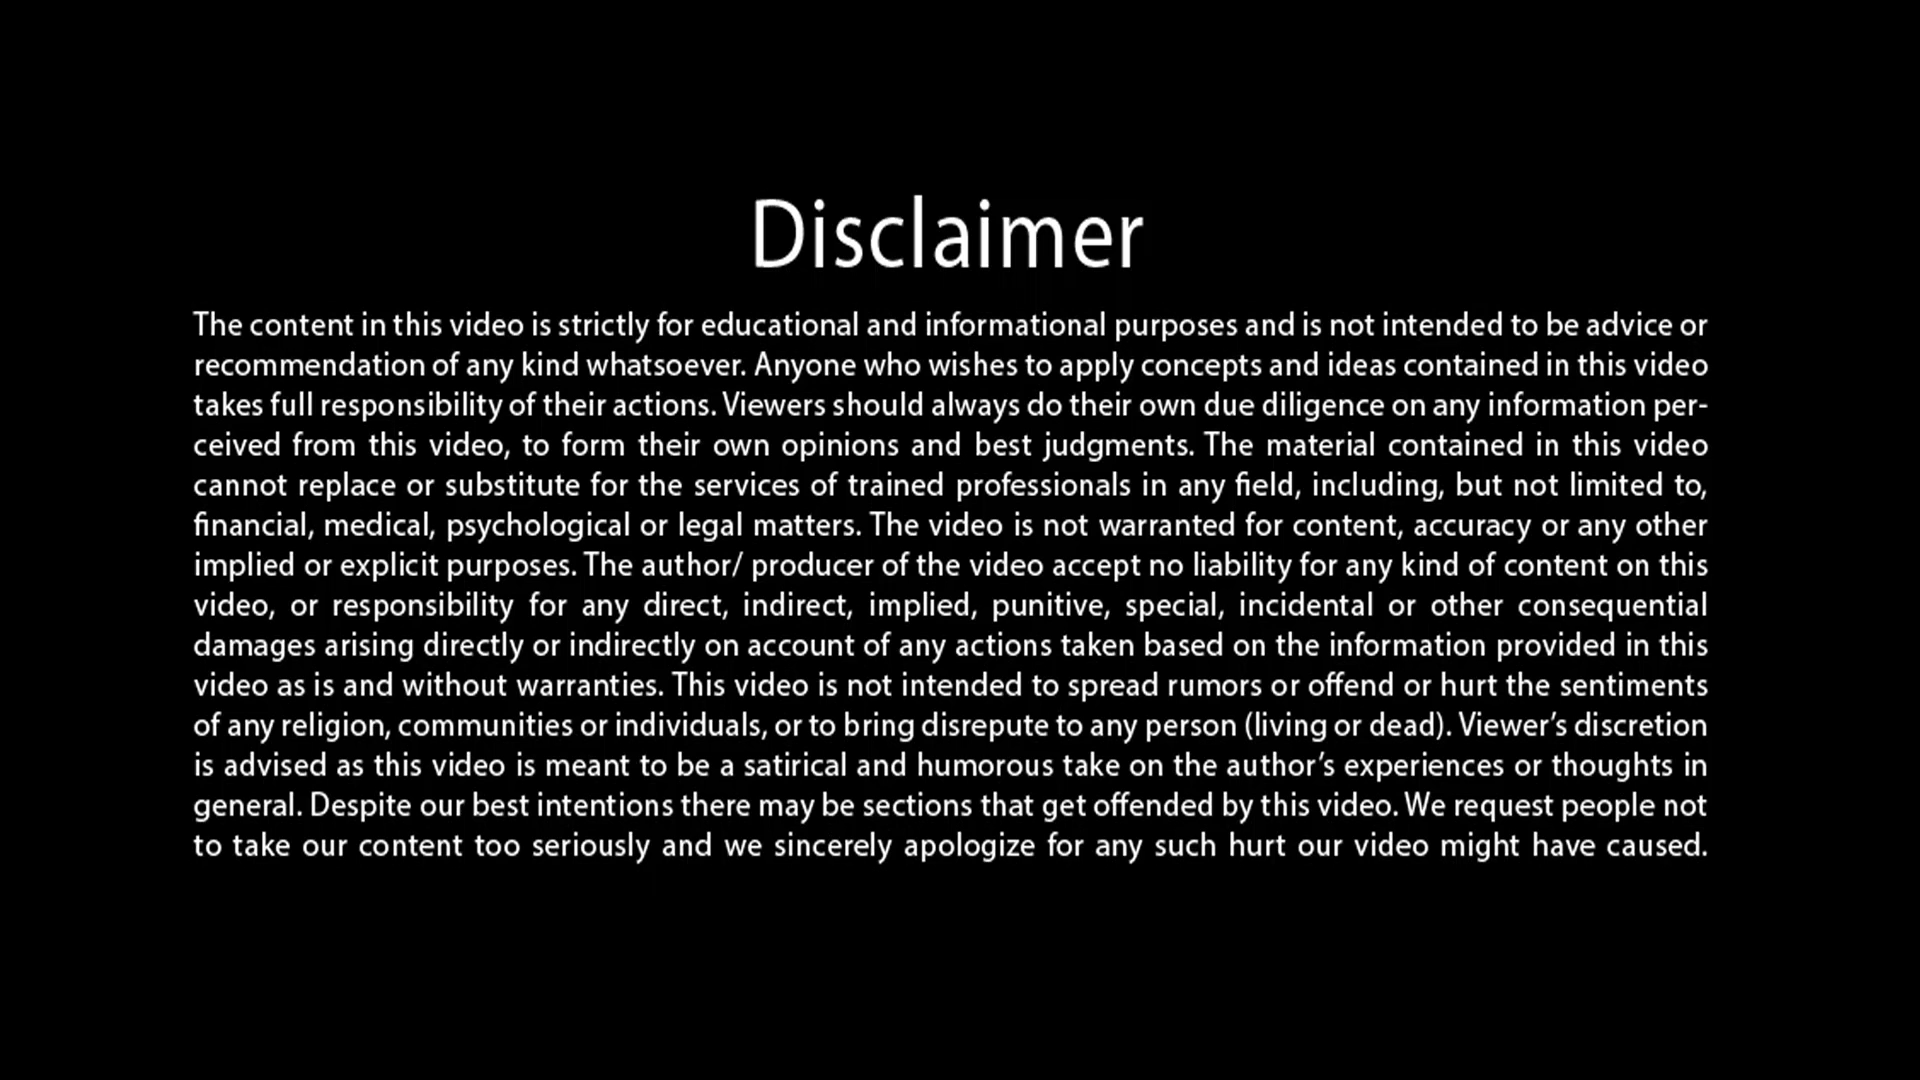 Disclaimer
The content in this video is strictly for educational and informational purposes and is not intended to be advice or
recommendation of any kind whatsoever. Anyone who wishes to apply concepts and ideas contained in this video
takes full responsibility of their actions. Viewers should always do their own due diligence on any information per-
ceived from this video, to form their own opinions and best judgments. The material contained in this video
cannot replace or substitute for the services of trained professionals in any field, including, but not limited to,
financial, medical, psychological or legal matters. The video is not warranted for content, accuracy or any other
implied or explicit purposes. The author/ producer of the video accept no liability for any kind of content on this
video, or responsibility for any direct, indirect, implied, punitive, special, incidental or other consequential
damages arising directly or indirectly on account of any actions taken based on the information provided in this
video as is and without warranties. This video is not intended to spread rumors or offend or hurt the sentiments
of any religion, communities or individuals, or to bring disrepute to any person (living or dead). Viewer’s discretion
is advised as this video is meant to be a satirical and humorous take on the author’s experiences or thoughts in
general. Despite our best intentions there may be sections that get offended by this video. We request people not
to take our content too seriously and we sincerely apologize for any such hurt our video might have caused.